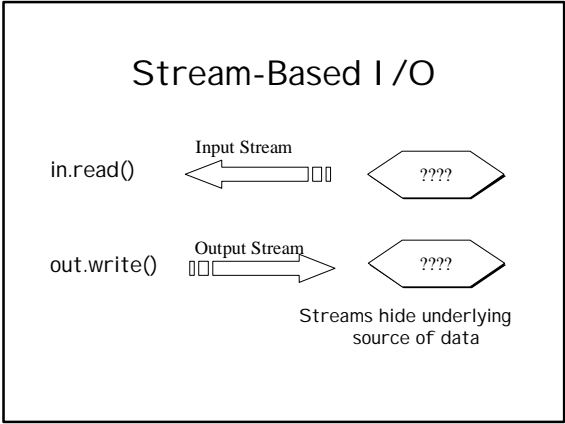 Stream-Based I/O
Input Stream
in.read()
????
Output Stream
out.write()
????
Streams hide underlying
source of data